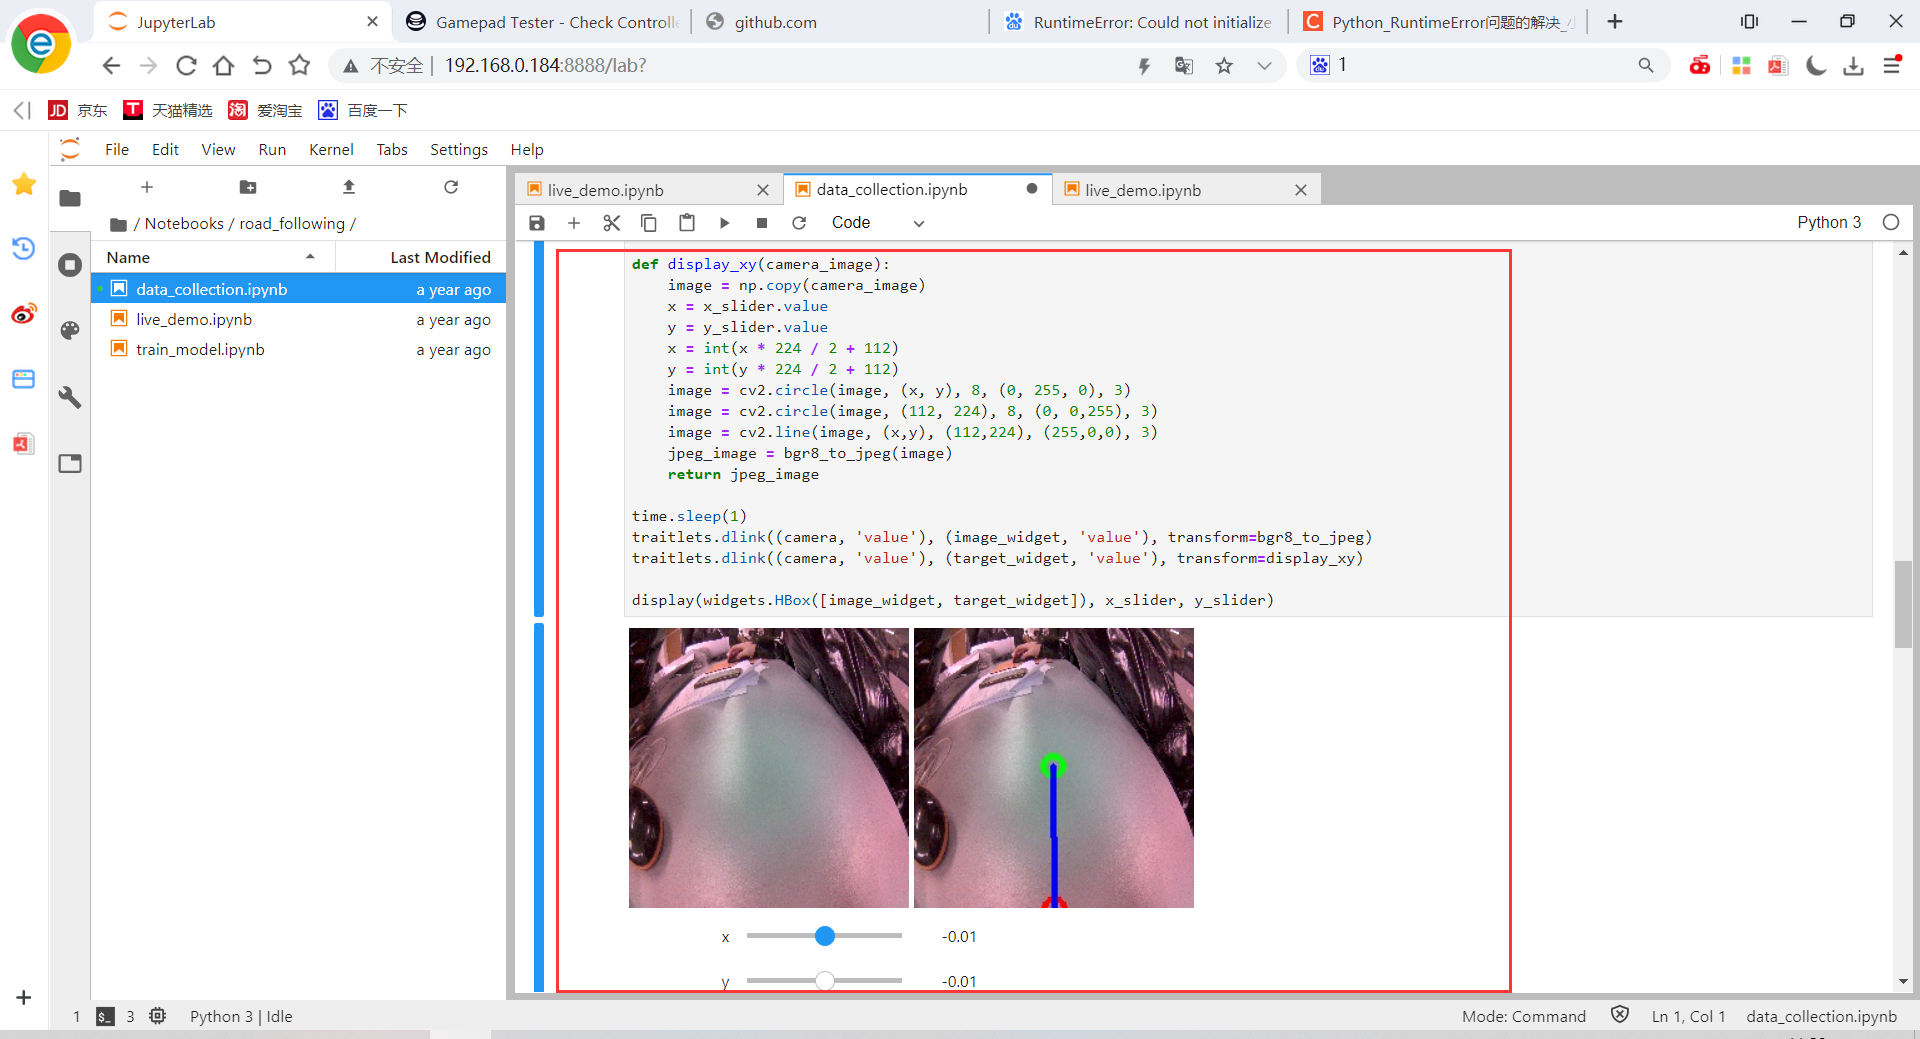 JupyterLab
Gamepad Tester - Check Controlle
github.com
RuntimeError: Could not initialize
Python_RuntimeError问题的解决_小
不安全 | 192.168.0.184:8888/lab?
1
JD 京东
T 天猫精选
淘 爱淘宝
百度一下
File Edit View Run Kernel Tabs Settings Help
live_demo.ipynb
data_collection.ipynb
live_demo.ipynb
/ Notebooks / road_following /
Code
Python 3
Name Last Modified
data_collection.ipynb a year ago
live_demo.ipynb a year ago
train_model.ipynb a year ago
def display_xy(camera_image):
    image = np.copy(camera_image)
    x = x_slider.value
    y = y_slider.value
    x = int(x * 224 / 2 + 112)
    y = int(y * 224 / 2 + 112)
    image = cv2.circle(image, (x, y), 8, (0, 255, 0), 3)
    image = cv2.circle(image, (112, 224), 8, (0, 0,255), 3)
    image = cv2.line(image, (x,y), (112,224), (255,0,0), 3)
    jpeg_image = bgr8_to_jpeg(image)
    return jpeg_image
time.sleep(1)
traitlets.dlink((camera, 'value'), (image_widget, 'value'), transform=bgr8_to_jpeg)
traitlets.dlink((camera, 'value'), (target_widget, 'value'), transform=display_xy)
display(widgets.HBox([image_widget, target_widget]), x_slider, y_slider)
x -0.01
y -0.01
1 $_ 3 Python 3 | Idle
Mode: Command Ln 1, Col 1 data_collection.ipynb